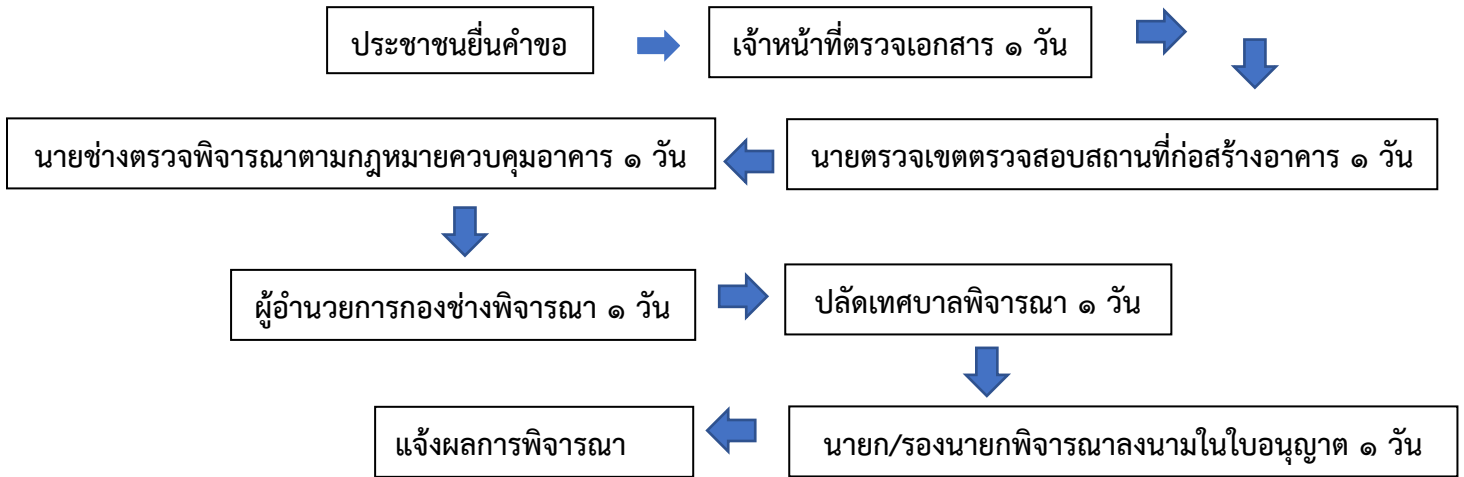 ประชาชนยื่นคำขอ
เจ้าหน้าที่ตรวจเอกสาร ๑ วัน
นายตรวจเขตตรวจสอบสถานที่ก่อสร้างอาคาร ๑ วัน
นายช่างตรวจพิจารณาตามกฎหมายควบคุมอาคาร ๑ วัน
ผู้อำนวยการกองช่างพิจารณา ๑ วัน
ปลัดเทศบาลพิจารณา ๑ วัน
นายก/รองนายกพิจารณาลงนามในใบอนุญาต ๑ วัน
แจ้งผลการพิจารณา